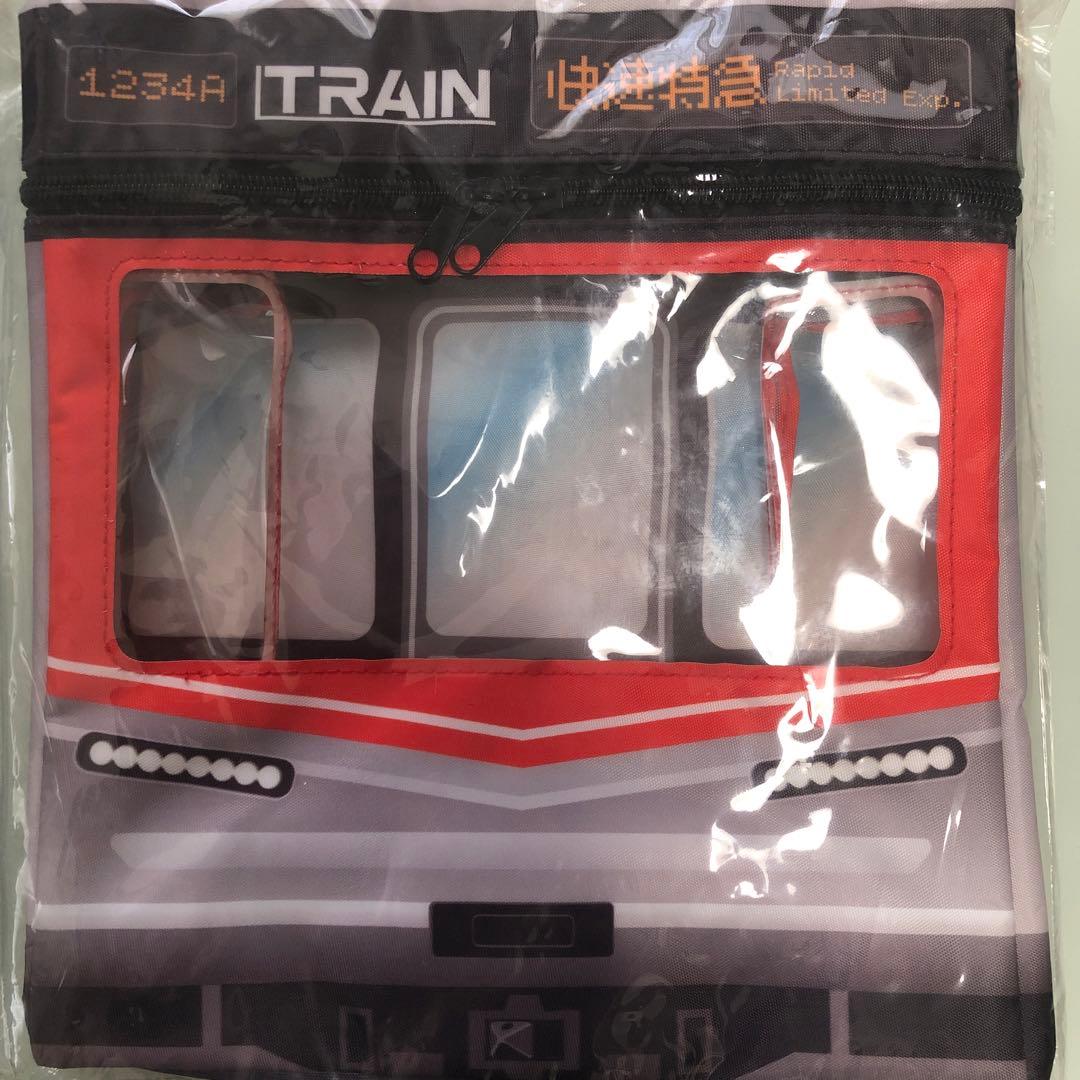 1234A
TRAIN
快速特急
Rapid
Limited Exp.